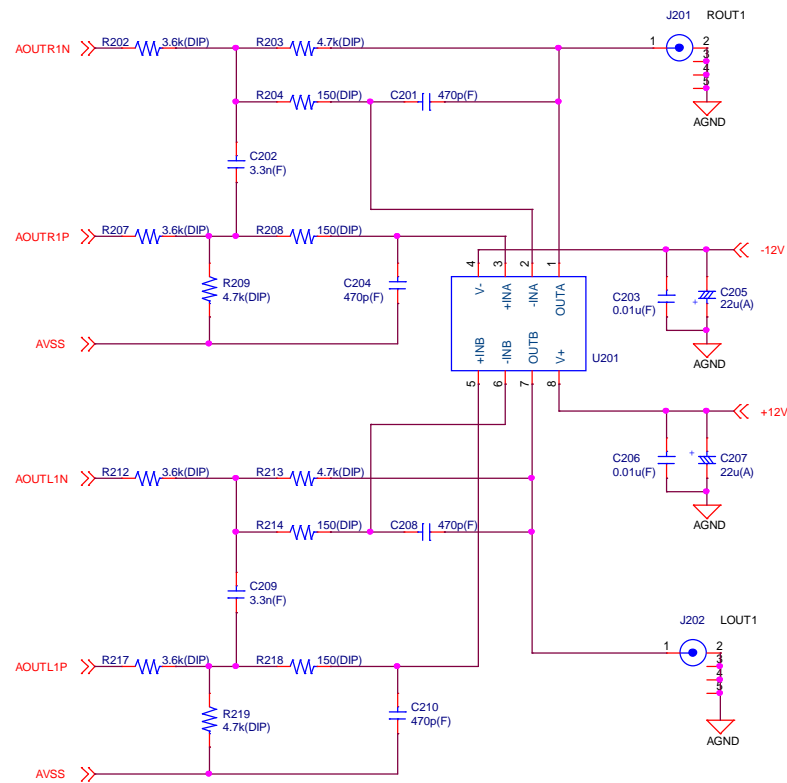 J201 ROUT1
AOUTR1N R202 3.6k(DIP) R203 4.7k(DIP) 1 2
3
4
5
R204 150(DIP) C201 470p(F)
AGND
C202
3.3n(F)
AOUTR1P R207 3.6k(DIP) R208 150(DIP)
4 3 2 1 -12V
R209
4.7k(DIP)
C204
470p(F)
V- +INA -INA OUTA
C203
0.01u(F)
+ C205
22u(A)
AVSS
+INB -INB OUTB V+
U201
AGND
5 6 7 8
+12V
C206
0.01u(F)
+ C207
22u(A)
AOUTL1N R212 3.6k(DIP) R213 4.7k(DIP)
AGND
R214 150(DIP) C208 470p(F)
C209
3.3n(F)
J202 LOUT1
AOUTL1P R217 3.6k(DIP) R218 150(DIP) 1 2
3
4
5
R219
4.7k(DIP)
C210
470p(F)
AGND
AVSS